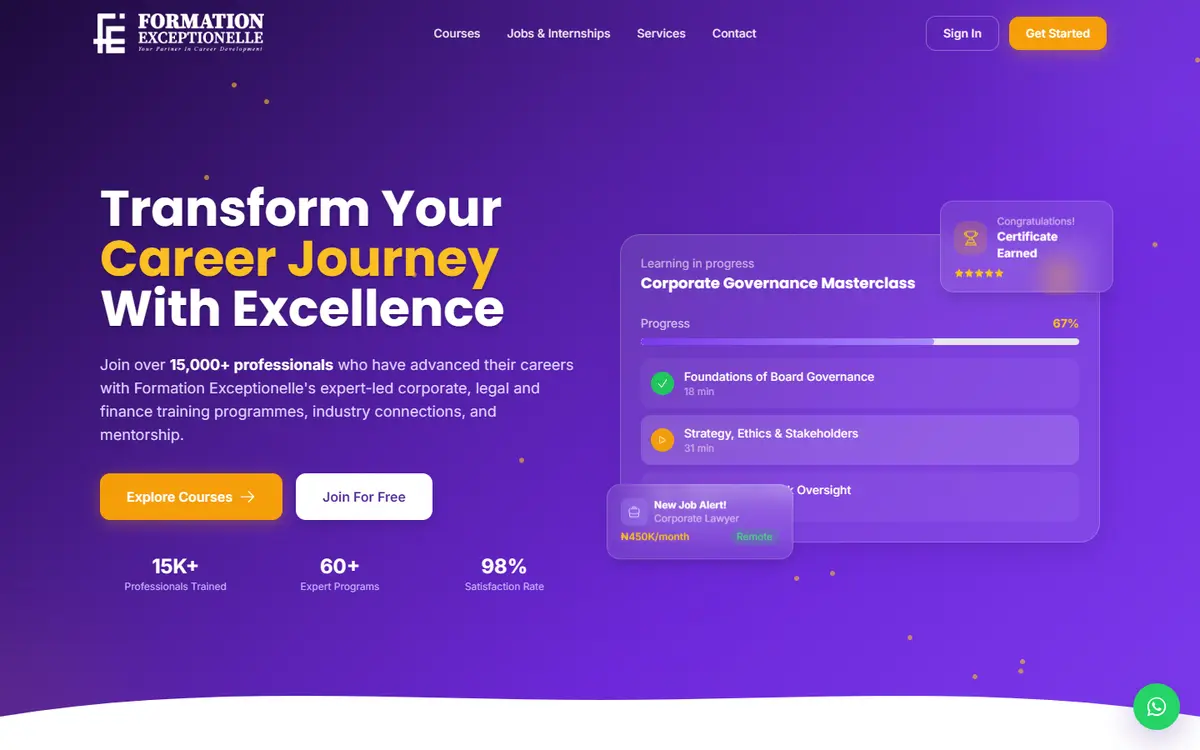 FORMATION
EXCEPTIONELLE
Your Partner In Career Development
Courses
Jobs & Internships
Services
Contact
Sign In
Get Started
Transform Your
Career Journey
With Excellence
Join over 15,000+ professionals who have advanced their careers
with Formation Exceptionelle's expert-led corporate, legal and
finance training programmes, industry connections, and
mentorship.
Explore Courses
Join For Free
15K+
Professionals Trained
60+
Expert Programs
98%
Satisfaction Rate
Congratulations!
Certificate
Earned
Learning in progress
Corporate Governance Masterclass
Progress
67%
Foundations of Board Governance
18 min
Strategy, Ethics & Stakeholders
31 min
Oversight
New Job Alert!
Corporate Lawyer
₦450K/month
Remote